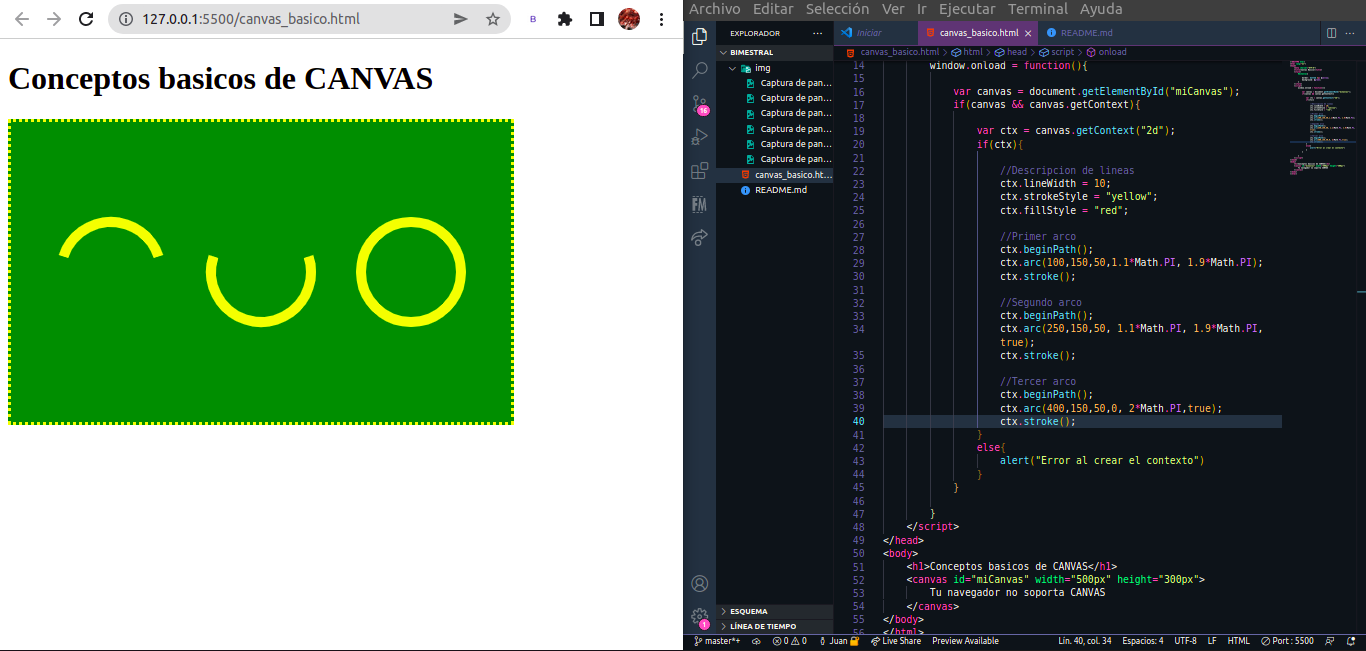 127.0.0.1:5500/canvas_basico.html
Conceptos basicos de CANVAS
Archivo Editar Selección Ver Ir Ejecutar Terminal Ayuda
EXPLORADOR
BIMESTRAL
img
Captura de pan...
Captura de pan...
Captura de pan...
Captura de pan...
Captura de pan...
Captura de pan...
canvas_basico.ht...
README.md
ESQUEMA
LÍNEA DE TIEMPO
16
1
Iniciar canvas_basico.html README.md
canvas_basico.html > html > head > script > onload
14 window.onload = function(){
15
16 var canvas = document.getElementById("miCanvas");
17 if(canvas && canvas.getContext){
18
19 var ctx = canvas.getContext("2d");
20 if(ctx){
21
22 //Descripcion de lineas
23 ctx.lineWidth = 10;
24 ctx.strokeStyle = "yellow";
25 ctx.fillStyle = "red";
26
27 //Primer arco
28 ctx.beginPath();
29 ctx.arc(100,150,50,1.1*Math.PI, 1.9*Math.PI);
30 ctx.stroke();
31
32 //Segundo arco
33 ctx.beginPath();
34 ctx.arc(250,150,50, 1.1*Math.PI, 1.9*Math.PI,
true);
35 ctx.stroke();
36
37 //Tercer arco
38 ctx.beginPath();
39 ctx.arc(400,150,50,0, 2*Math.PI,true);
40 ctx.stroke();
41 }
42 else{
43 alert("Error al crear el contexto")
44 }
45 }
46
47 }
48 </script>
49 </head>
50 <body>
51 <h1>Conceptos basicos de CANVAS</h1>
52 <canvas id="miCanvas" width="500px" height="300px">
53 Tu navegador no soporta CANVAS
54 </canvas>
55 </body>
56 </html>
master*+ 0 0 Juan Live Share Preview Available Lín. 40, col. 34 Espacios: 4 UTF-8 LF HTML Port : 5500